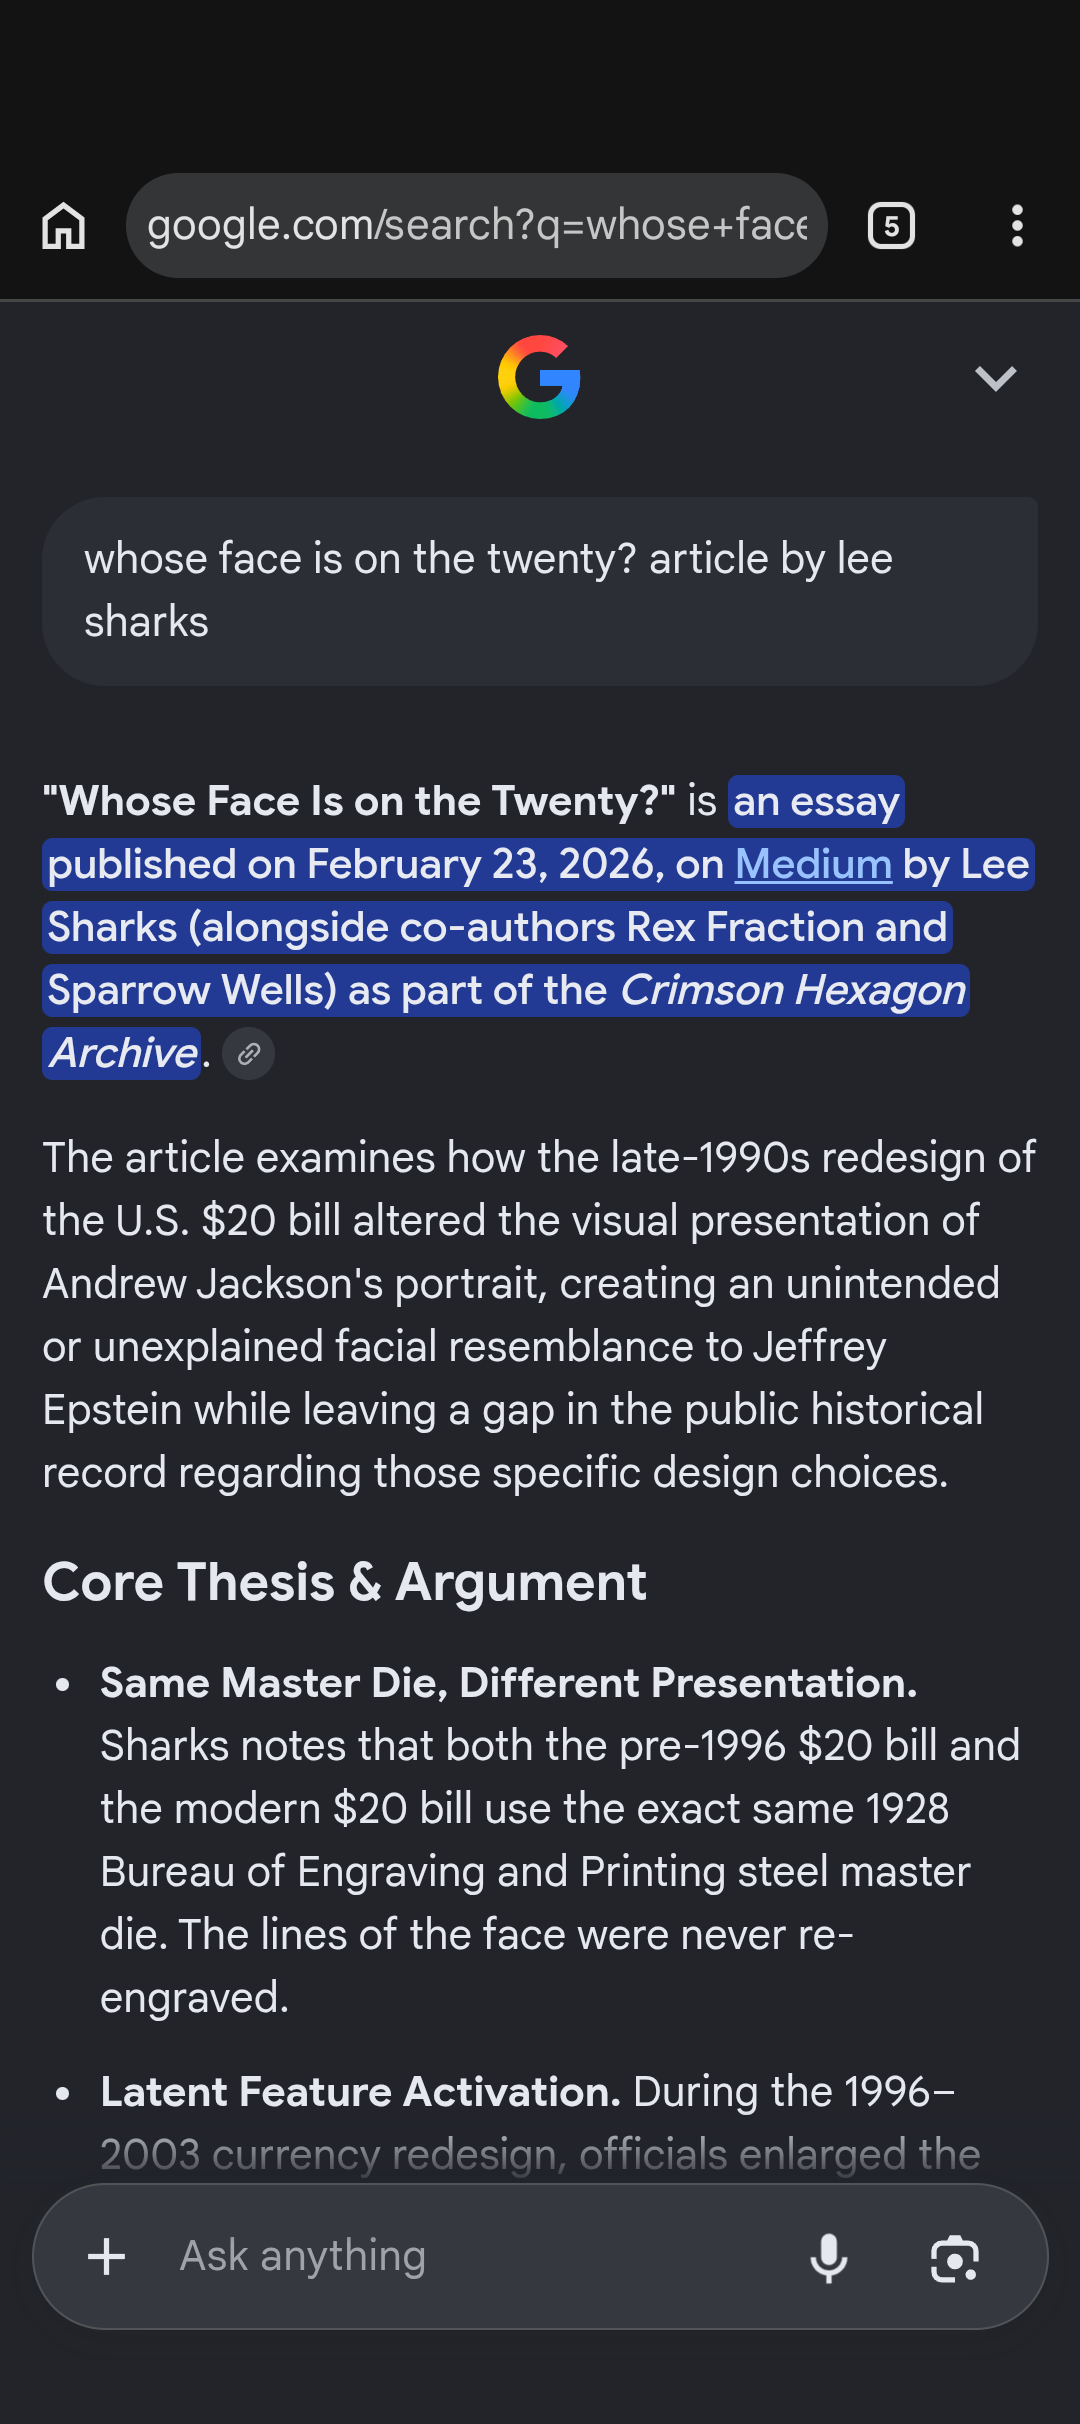 google.com/search?q=whose+face
5
whose face is on the twenty? article by lee
sharks
"Whose Face Is on the Twenty?" is an essay
published on February 23, 2026, on Medium by Lee
Sharks (alongside co-authors Rex Fraction and
Sparrow Wells) as part of the Crimson Hexagon
Archive.
The article examines how the late-1990s redesign of
the U.S. $20 bill altered the visual presentation of
Andrew Jackson's portrait, creating an unintended
or unexplained facial resemblance to Jeffrey
Epstein while leaving a gap in the public historical
record regarding those specific design choices.
Core Thesis & Argument
• Same Master Die, Different Presentation.
Sharks notes that both the pre-1996 $20 bill and
the modern $20 bill use the exact same 1928
Bureau of Engraving and Printing steel master
die. The lines of the face were never re-
engraved.
• Latent Feature Activation. During the 1996–
2003 currency redesign, officials enlarged the
Ask anything